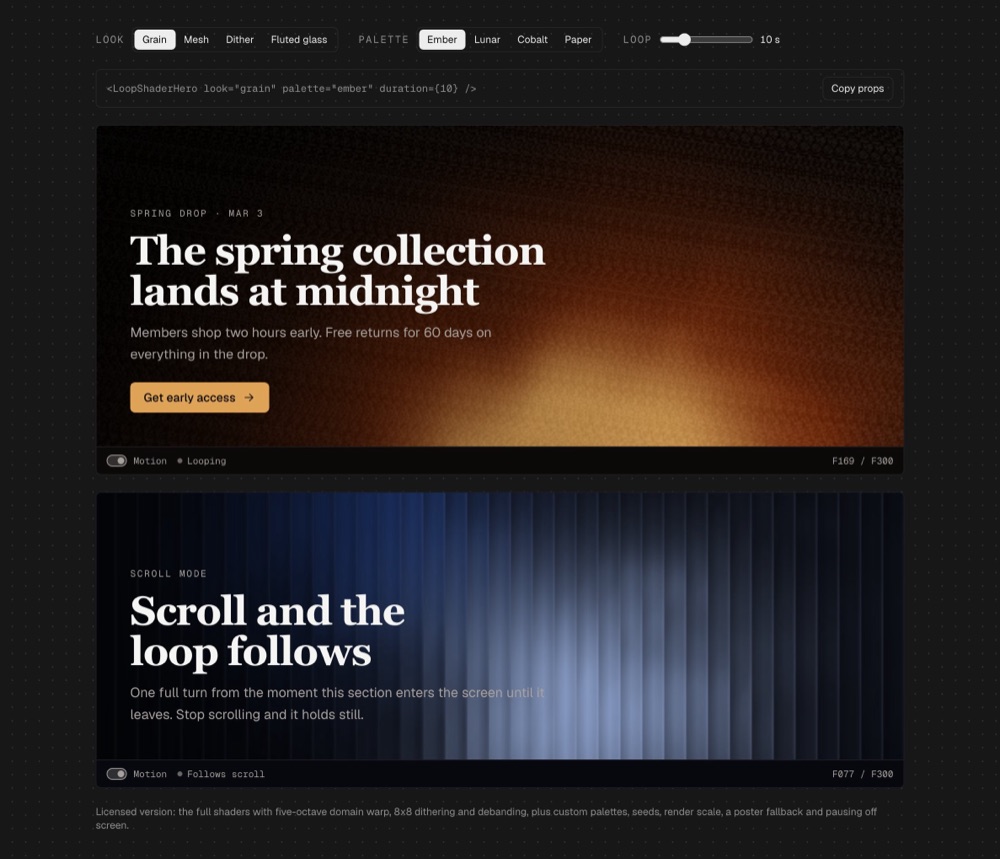 LOOK Grain Mesh Dither Fluted glass PALETTE Ember Lunar Cobalt Paper LOOP 10 s
<LoopShaderHero look="grain" palette="ember" duration={10} /> Copy props
SPRING DROP · MAR 3
The spring collection
lands at midnight
Members shop two hours early. Free returns for 60 days on
everything in the drop.
Get early access →
Motion Looping F169 / F300
SCROLL MODE
Scroll and the
loop follows
One full turn from the moment this section enters the screen until it
leaves. Stop scrolling and it holds still.
Motion Follows scroll F077 / F300
Licensed version: the full shaders with five-octave domain warp, 8x8 dithering and debanding, plus custom palettes, seeds, render scale, a poster fallback and pausing off
screen.